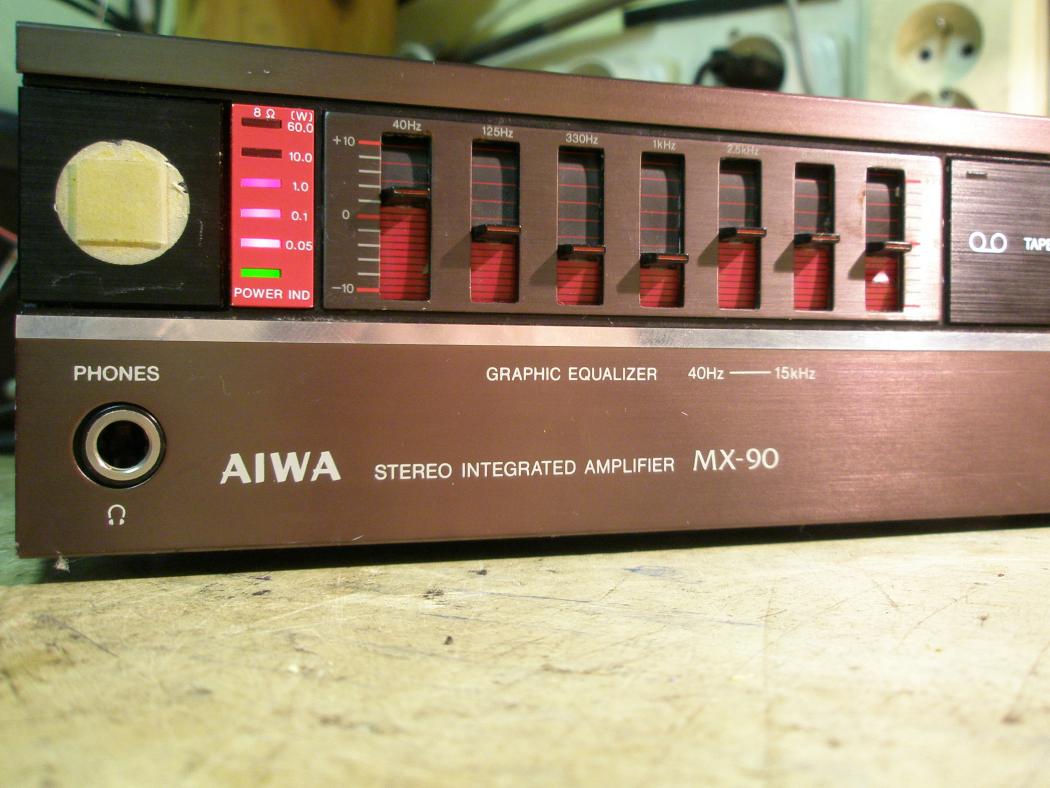 8 Ω (W)
60.0
10.0
1.0
0.1
0.05
POWER IND
+10
0
−10
40Hz 125Hz 330Hz 1kHz 2.5kHz
TAPE
PHONES
GRAPHIC EQUALIZER 40Hz — 15kHz
AIWA STEREO INTEGRATED AMPLIFIER MX-90